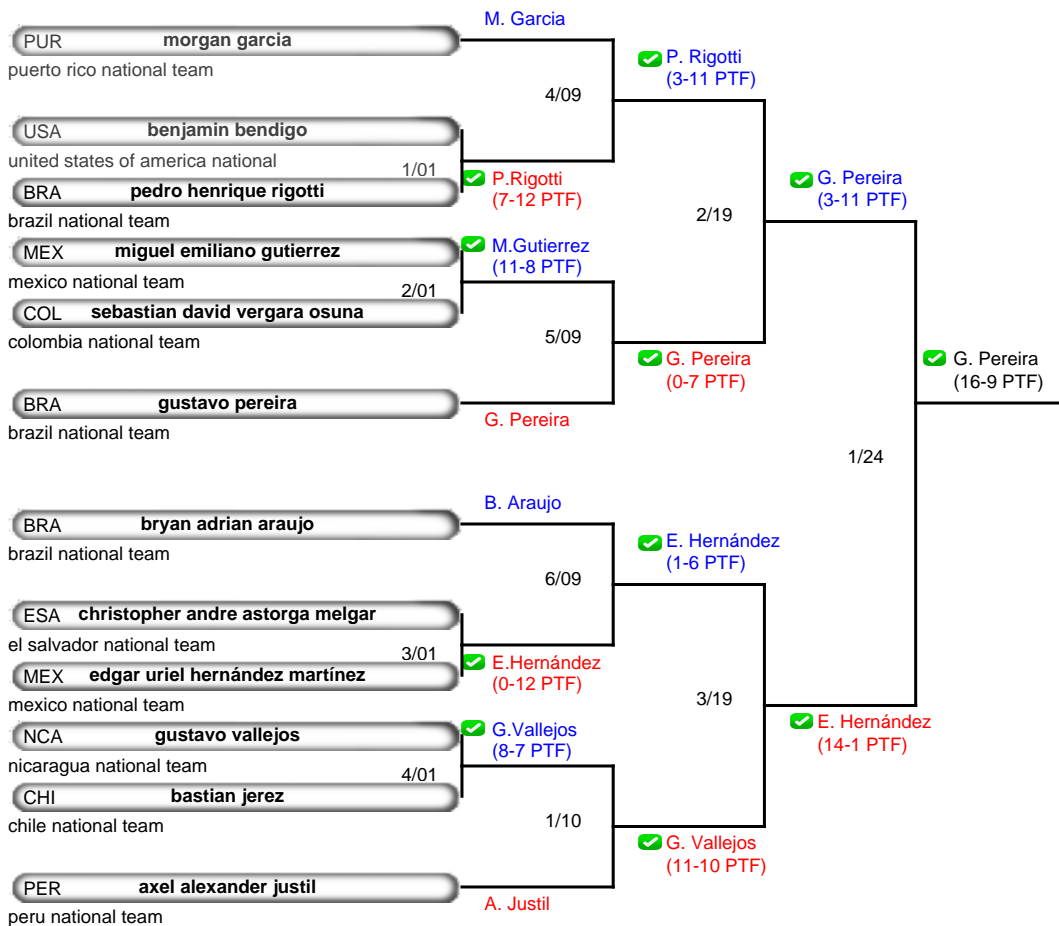 M. Garcia
PUR morgan garcia
puerto rico national team
P. Rigotti
(3-11 PTF)
4/09
USA benjamin bendigo
united states of america national
1/01
BRA pedro henrique rigotti
brazil national team
P.Rigotti
(7-12 PTF)
G. Pereira
(3-11 PTF)
2/19
MEX miguel emiliano gutierrez
mexico national team
M.Gutierrez
(11-8 PTF)
2/01
COL sebastian david vergara osuna
colombia national team
5/09
G. Pereira
(0-7 PTF)
G. Pereira
(16-9 PTF)
BRA gustavo pereira
brazil national team
G. Pereira
1/24
B. Araujo
BRA bryan adrian araujo
brazil national team
E. Hernández
(1-6 PTF)
6/09
ESA christopher andre astorga melgar
el salvador national team
3/01
MEX edgar uriel hernández martínez
mexico national team
E.Hernández
(0-12 PTF)
3/19
E. Hernández
(14-1 PTF)
NCA gustavo vallejos
nicaragua national team
G.Vallejos
(8-7 PTF)
4/01
CHI bastian jerez
chile national team
1/10
G. Vallejos
(11-10 PTF)
PER axel alexander justil
peru national team
A. Justil